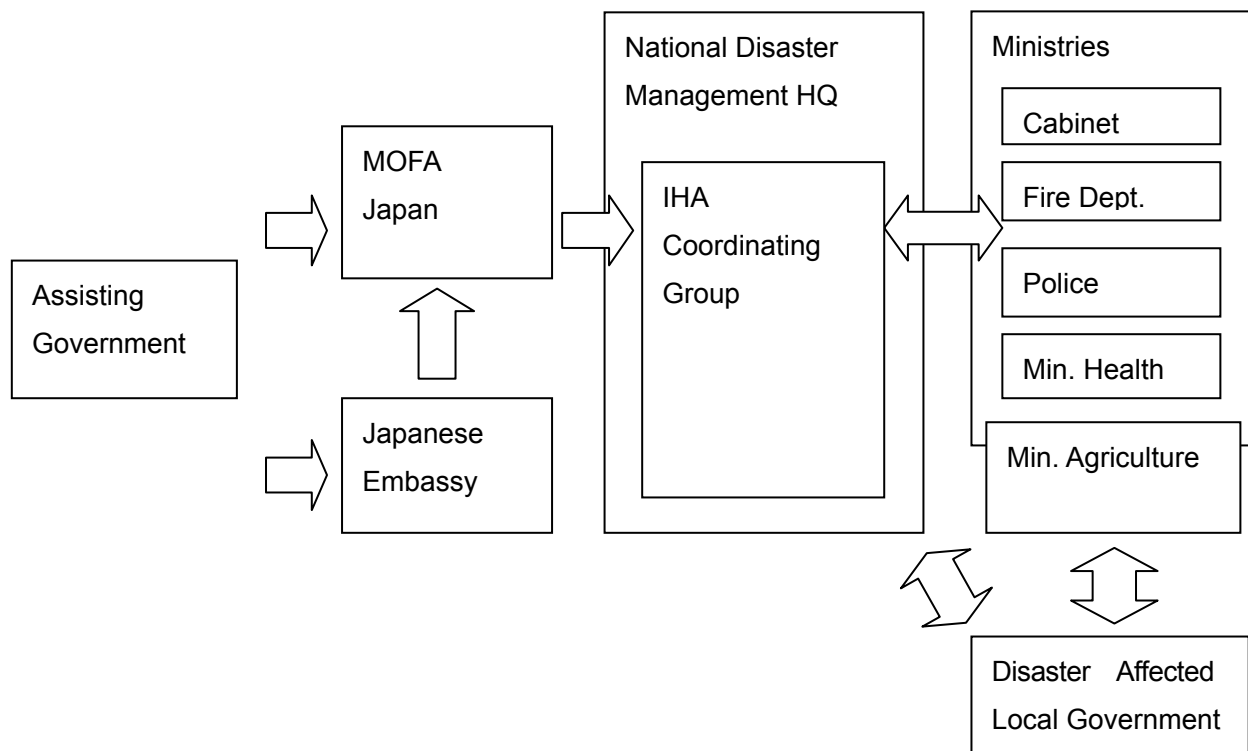 Assisting
Government
MOFA
Japan
Japanese
Embassy
National Disaster
Management HQ
IHA
Coordinating
Group
Ministries
Cabinet
Fire Dept.
Police
Min. Health
Min. Agriculture
Disaster Affected
Local Government